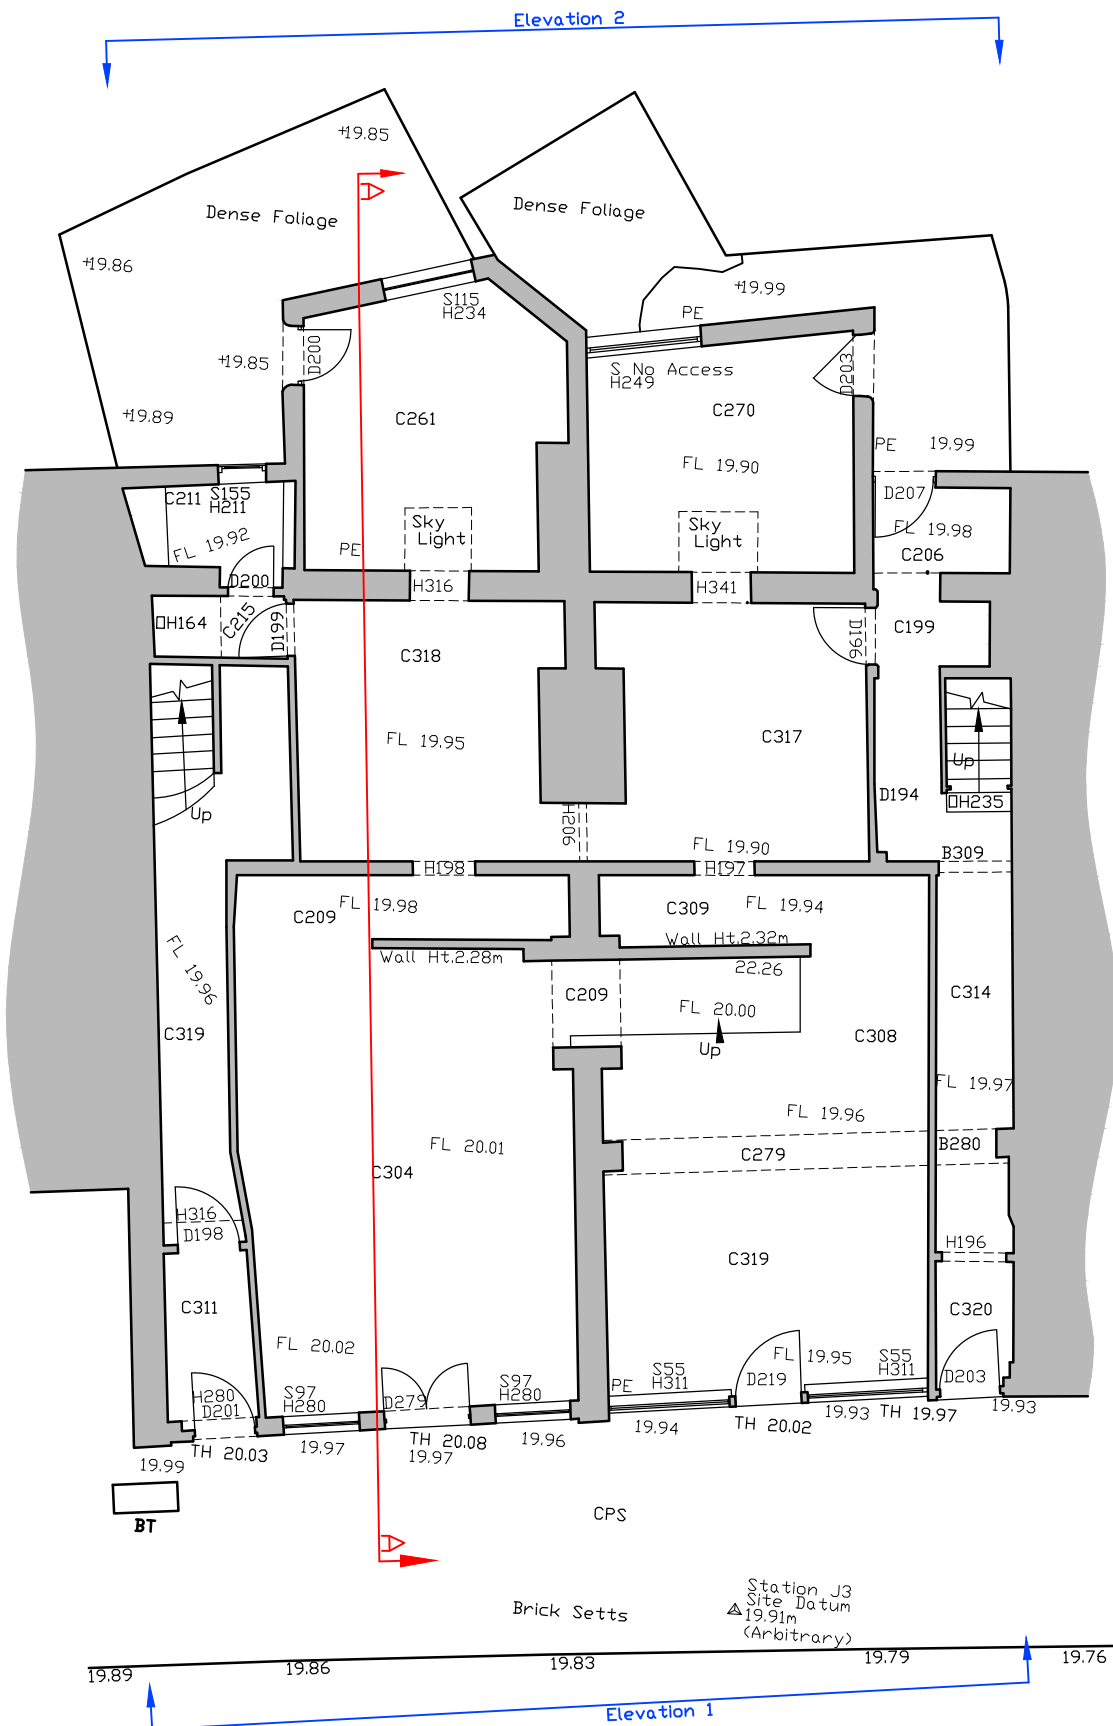 Elevation 2
+19.85
A
Dense Foliage
Dense Foliage
+19.86
+19.99
S115
H234
PE
D200
+19.85
S No Access
H249
D203
+19.89
C261
C270
PE
19.99
FL 19.90
C211
S155
H211
D207
FL 19.92
Sky
Light
Sky
Light
FL 19.98
PE
C206
D200
H316
H341
H164
C215
D199
D196
C199
C318
C317
FL 19.95
Up
Up
D194
H235
H206
FL 19.90
B309
H198
H197
FL 19.98
C209
C309
FL 19.94
Wall Ht.2.28m
Wall Ht.2.32m
22.26
FL 19.96
C209
C314
FL 20.00
C319
C308
Up
FL 19.97
FL 19.96
FL 20.01
C279
B280
C304
H316
D198
H196
C319
C311
C320
FL 20.02
FL 19.95
S55
H311
S55
H311
D219
D203
H280
D201
S97
H280
D279
S97
H280
PE
19.94
TH 20.02
19.93
TH 19.97
19.93
19.99
TH 20.03
19.97
TH 20.08
19.97
19.96
BT
CPS
A
Brick Setts
Station J3
Site Datum
19.91m
(Arbitrary)
19.89
19.86
19.83
19.79
19.76
Elevation 1